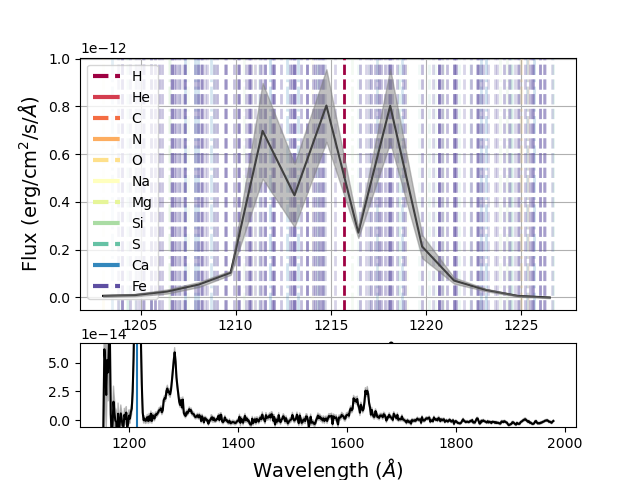 1e−12
1.0
0.8
0.6
0.4
0.2
0.0
Flux (erg/cm²/s/Å)
H
He
C
N
O
Na
Mg
Si
S
Ca
Fe
1205 1210 1215 1220 1225
1e−14
5.0
2.5
0.0
1200 1400 1600 1800 2000
Wavelength (Å)